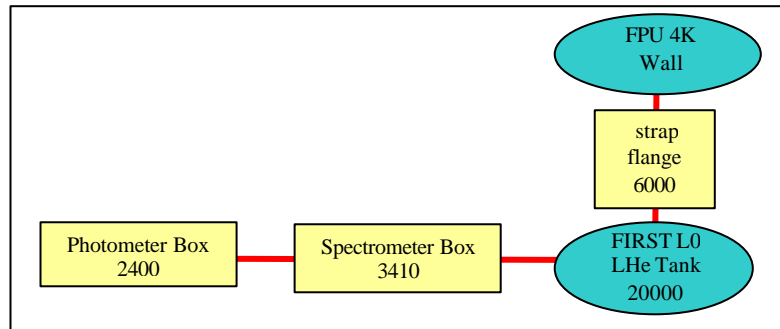 FPU 4K
Wall
strap
flange
6000
Photometer Box
2400
Spectrometer Box
3410
FIRST L0
LHe Tank
20000